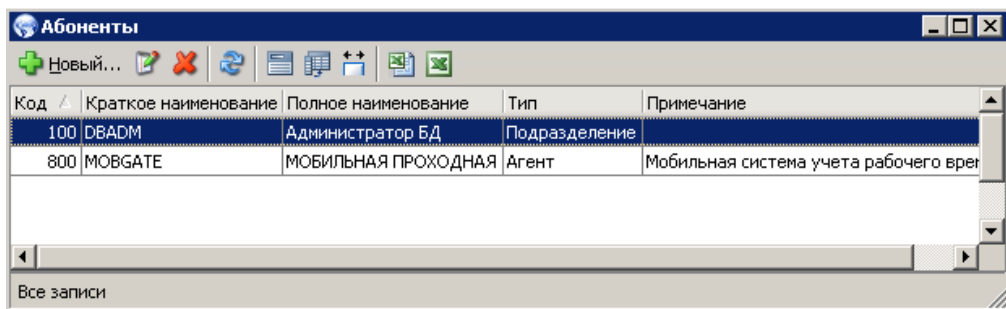 Абоненты
Новый...
Код Краткое наименование Полное наименование Тип Примечание
100 DBADM Администратор БД Подразделение
800 MOBGATE МОБИЛЬНАЯ ПРОХОДНАЯ Агент Мобильная система учета рабочего
Все записи